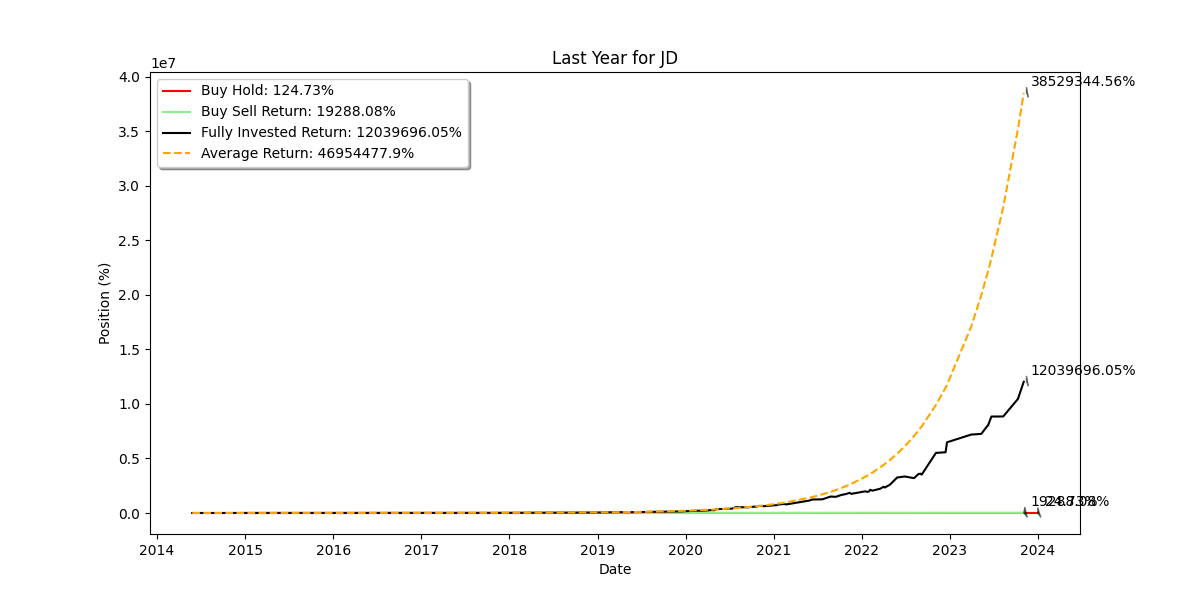 Last Year for JD
1e7
4.0
3.5
3.0
2.5
2.0
1.5
1.0
0.5
0.0
Position (%)
Buy Hold: 124.73%
Buy Sell Return: 19288.08%
Fully Invested Return: 12039696.05%
Average Return: 46954477.9%
38529344.56%
12039696.05%
2014 2015 2016 2017 2018 2019 2020 2021 2022 2023 2024
Date